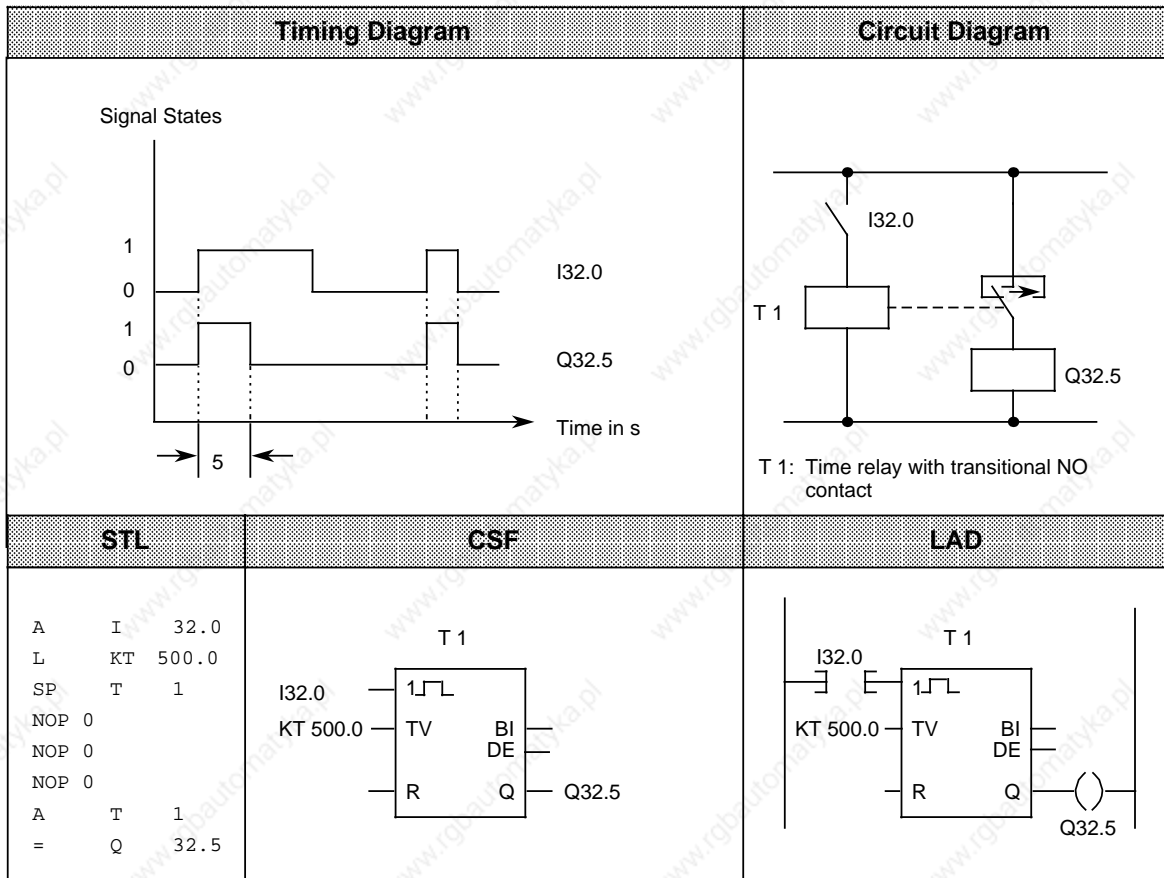 Timing Diagram
Circuit Diagram
Signal States
1
0
I32.0
1
0
Q32.5
Time in s
5
I32.0
T 1
Q32.5
T 1: Time relay with transitional NO
contact
STL
CSF
LAD
A I 32.0
L KT 500.0
SP T 1
NOP 0
NOP 0
NOP 0
A T 1
= Q 32.5
T 1
I32.0
1
KT 500.0
TV
BI
DE
R
Q
Q32.5
T 1
I32.0
1
KT 500.0
TV
BI
DE
R
Q
Q32.5
www.rgbautomatyka.pl